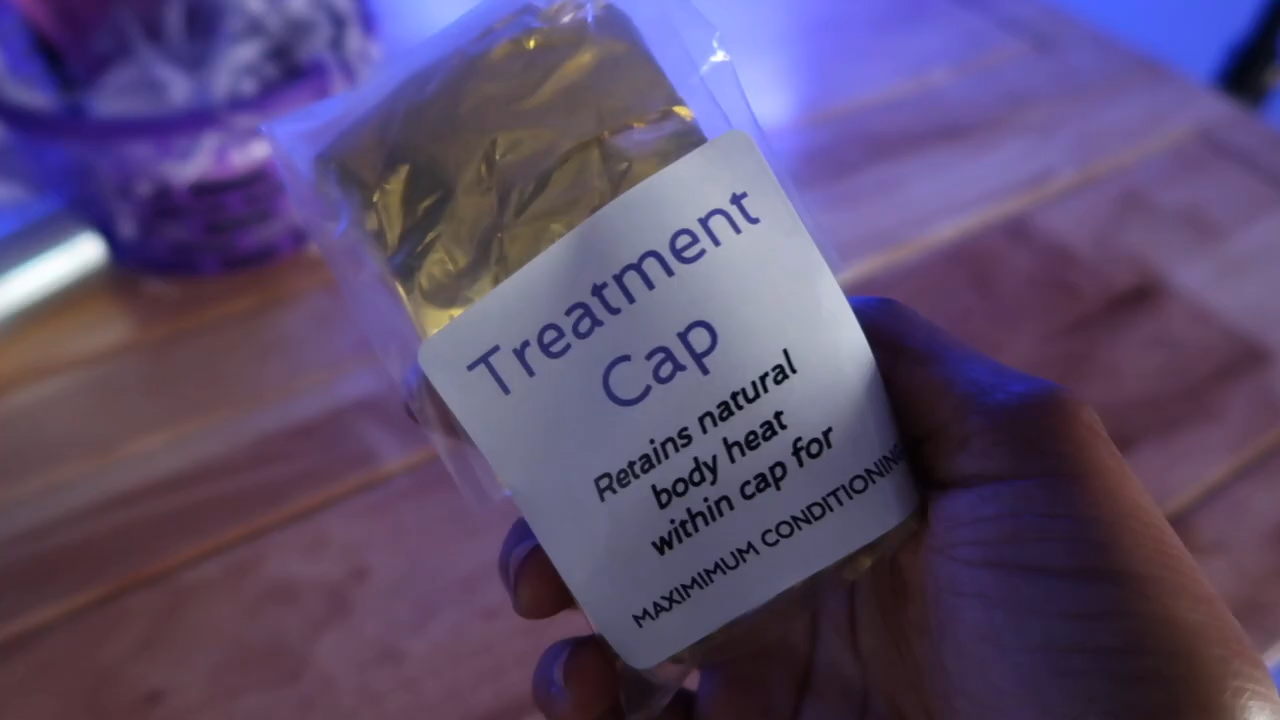 Treatment
Cap
Retains natural
body heat
within cap for
MAXIMIMUM CONDITIONING